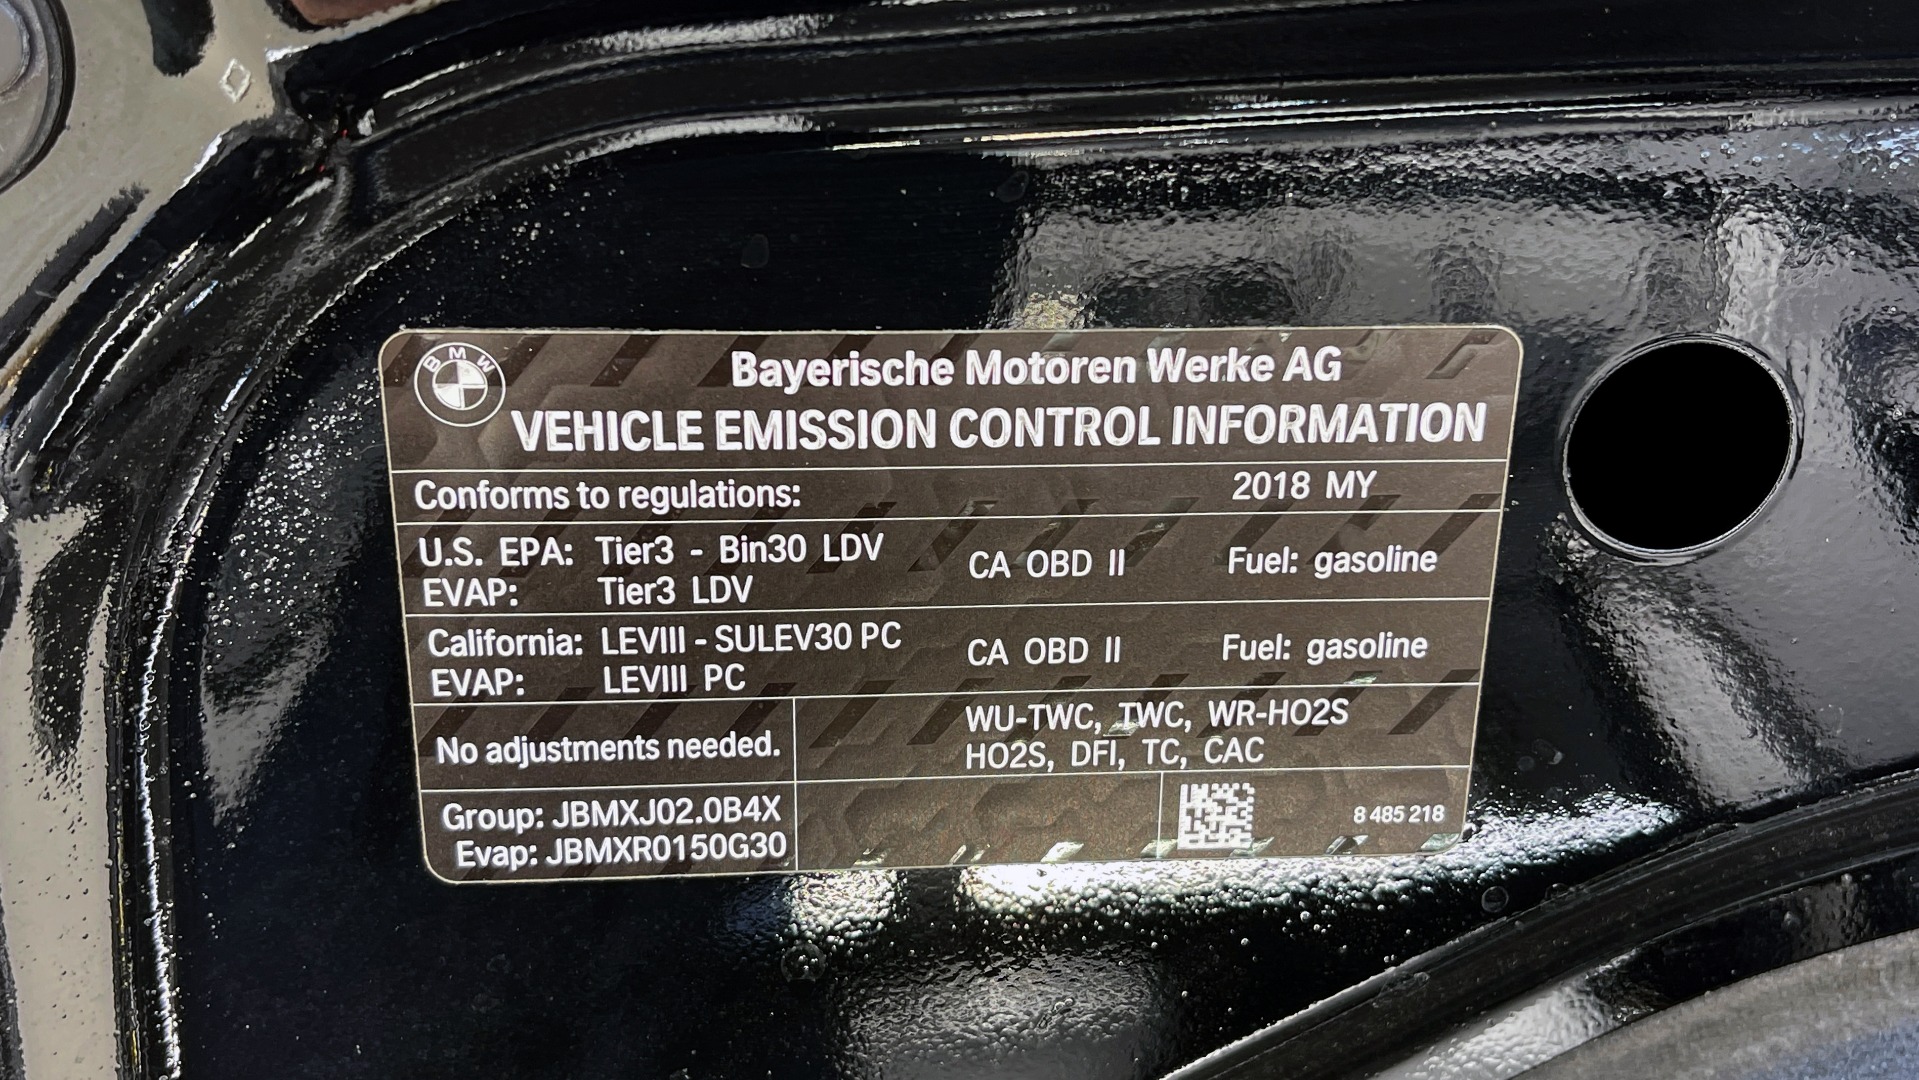 BMW
Bayerische Motoren Werke AG
VEHICLE EMISSION CONTROL INFORMATION
Conforms to regulations: 2018 MY
U.S. EPA: Tier3 - Bin30 LDV CA OBD II Fuel: gasoline
EVAP: Tier3 LDV
California: LEVIII - SULEV30 PC CA OBD II Fuel: gasoline
EVAP: LEVIII PC
No adjustments needed.
WU-TWC, TWC, WR-HO2S
HO2S, DFI, TC, CAC
Group: JBMXJ02.0B4X
Evap: JBMXR0150G30
8 485 218